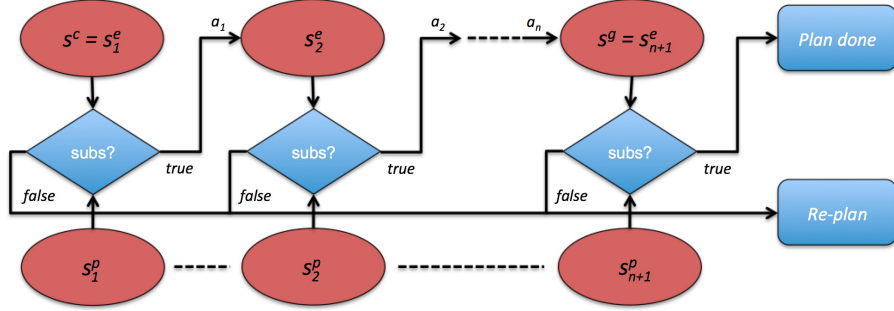 a₁
a₂
aₙ
sᶜ = s₁ᵉ
s₂ᵉ
sᵍ = sₙ₊₁ᵉ
Plan done
subs?
subs?
subs?
true
true
true
false
false
false
Re-plan
s₁ᵖ
s₂ᵖ
sₙ₊₁ᵖ